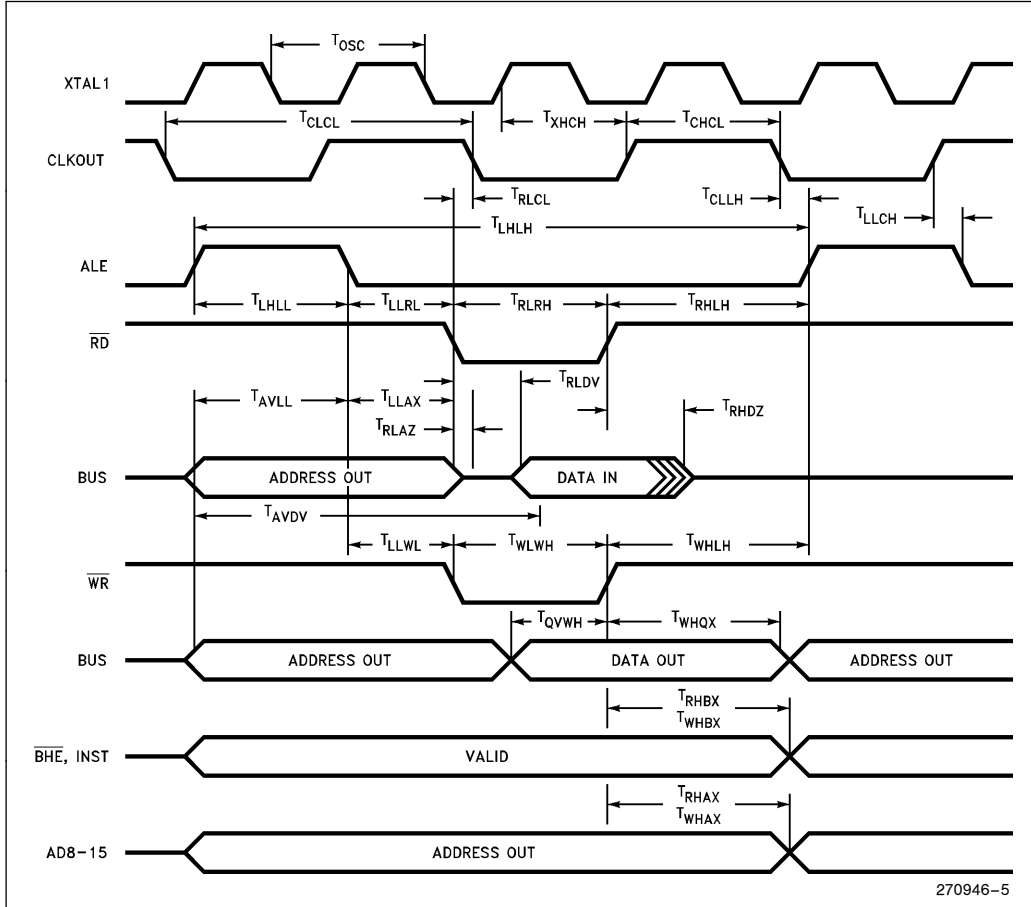 T_OSC
XTAL1
T_CLCL T_XHCH T_CHCL
CLKOUT
T_RLCL T_CLLH
T_LLCH
T_LHLH
ALE
T_LHLL T_LLRL T_RLRH T_RHLH
RD
T_RLDV
T_AVLL T_LLAX
T_RHDZ
T_RLAZ
BUS ADDRESS OUT DATA IN
T_AVDV
T_LLWL T_WLWH T_WHLH
WR
T_QVWH T_WHQX
BUS ADDRESS OUT DATA OUT ADDRESS OUT
T_RHBX
T_WHBX
BHE, INST VALID
T_RHAX
T_WHAX
AD8-15 ADDRESS OUT
270946-5